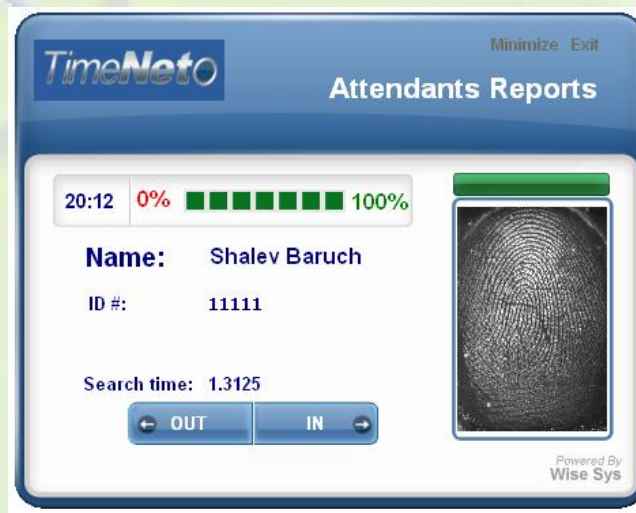 Minimize Exit
TimeNeto
Attendants Reports
20:12 0% 100%
Name: Shalev Baruch
ID #: 11111
Search time: 1.3125
OUT IN
Powered By
Wise Sys